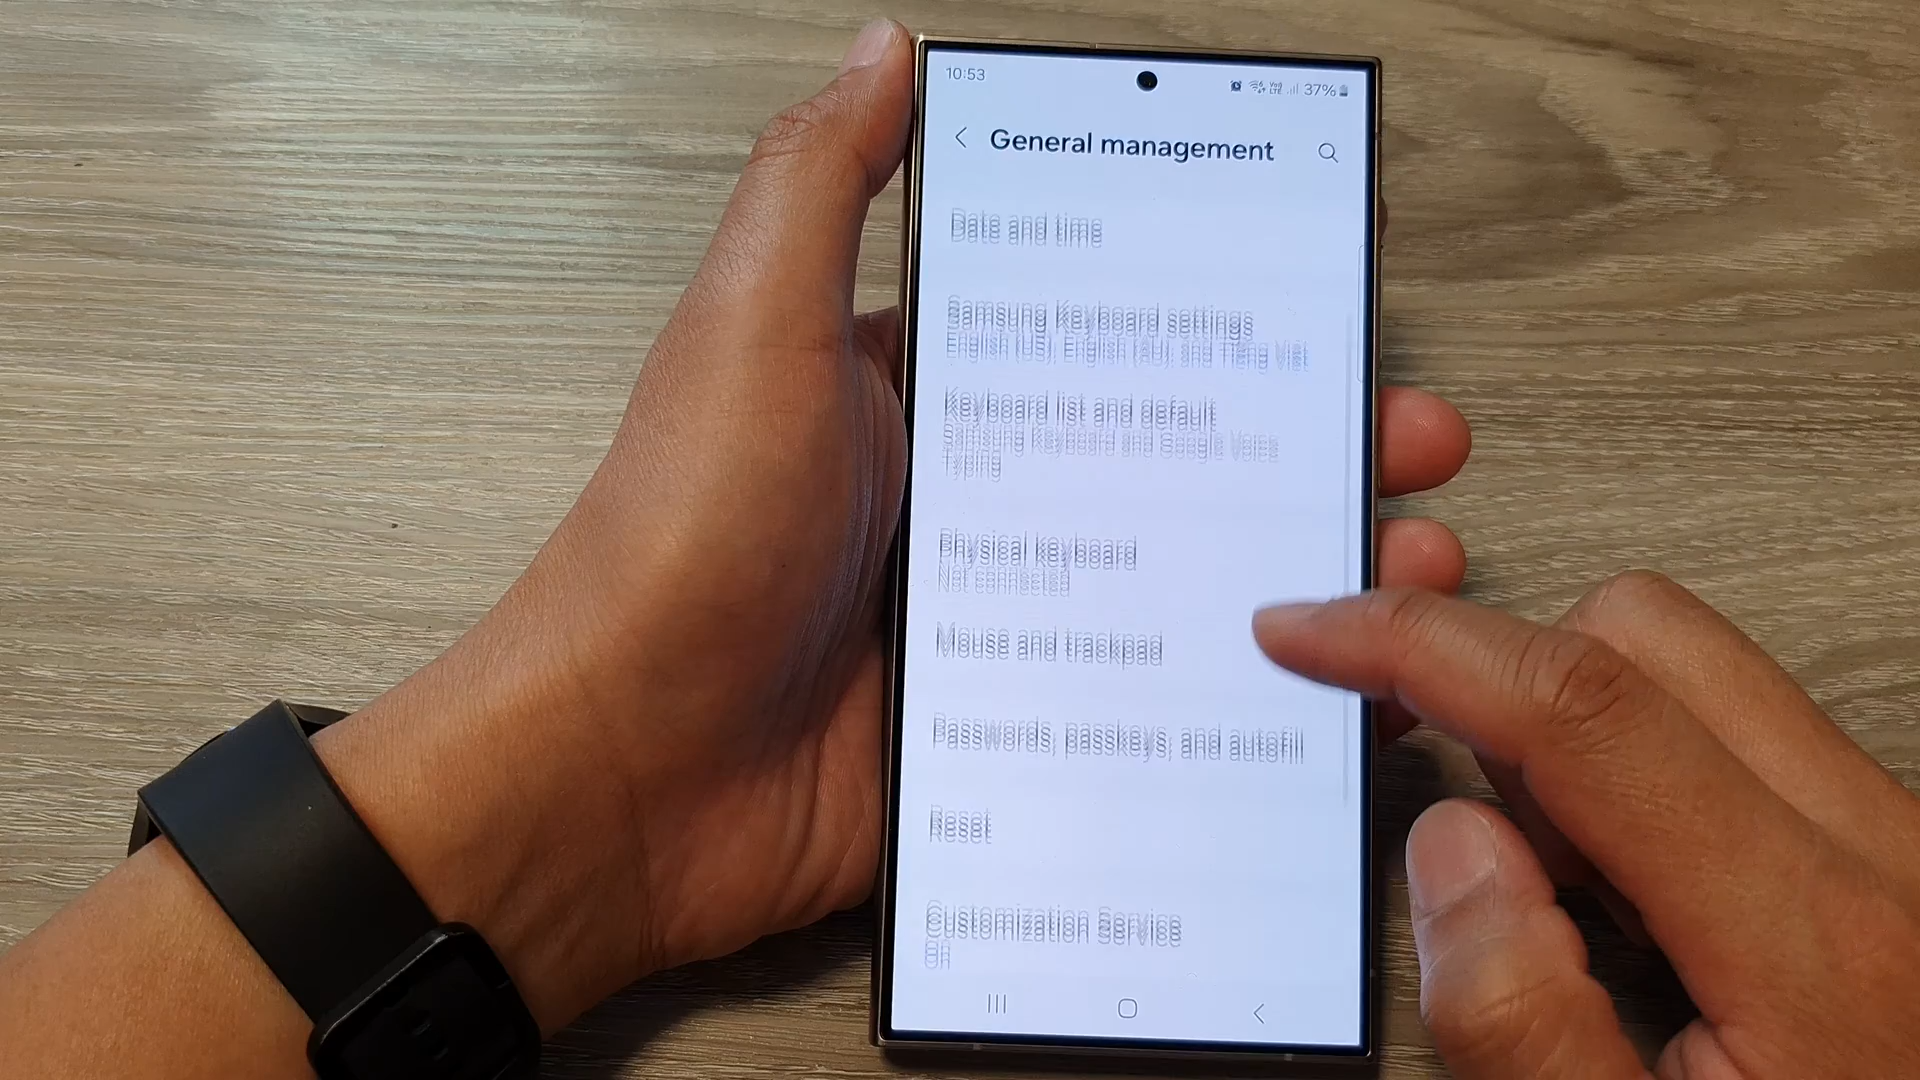 10:53
37%
General management
Date and time
Samsung Keyboard settings
English (US), English (AU), and Tiếng Việt
Keyboard list and default
Samsung Keyboard and Google Voice
Typing
Physical keyboard
Not connected
Mouse and trackpad
Passwords, passkeys, and autofill
Reset
Customization Service
On